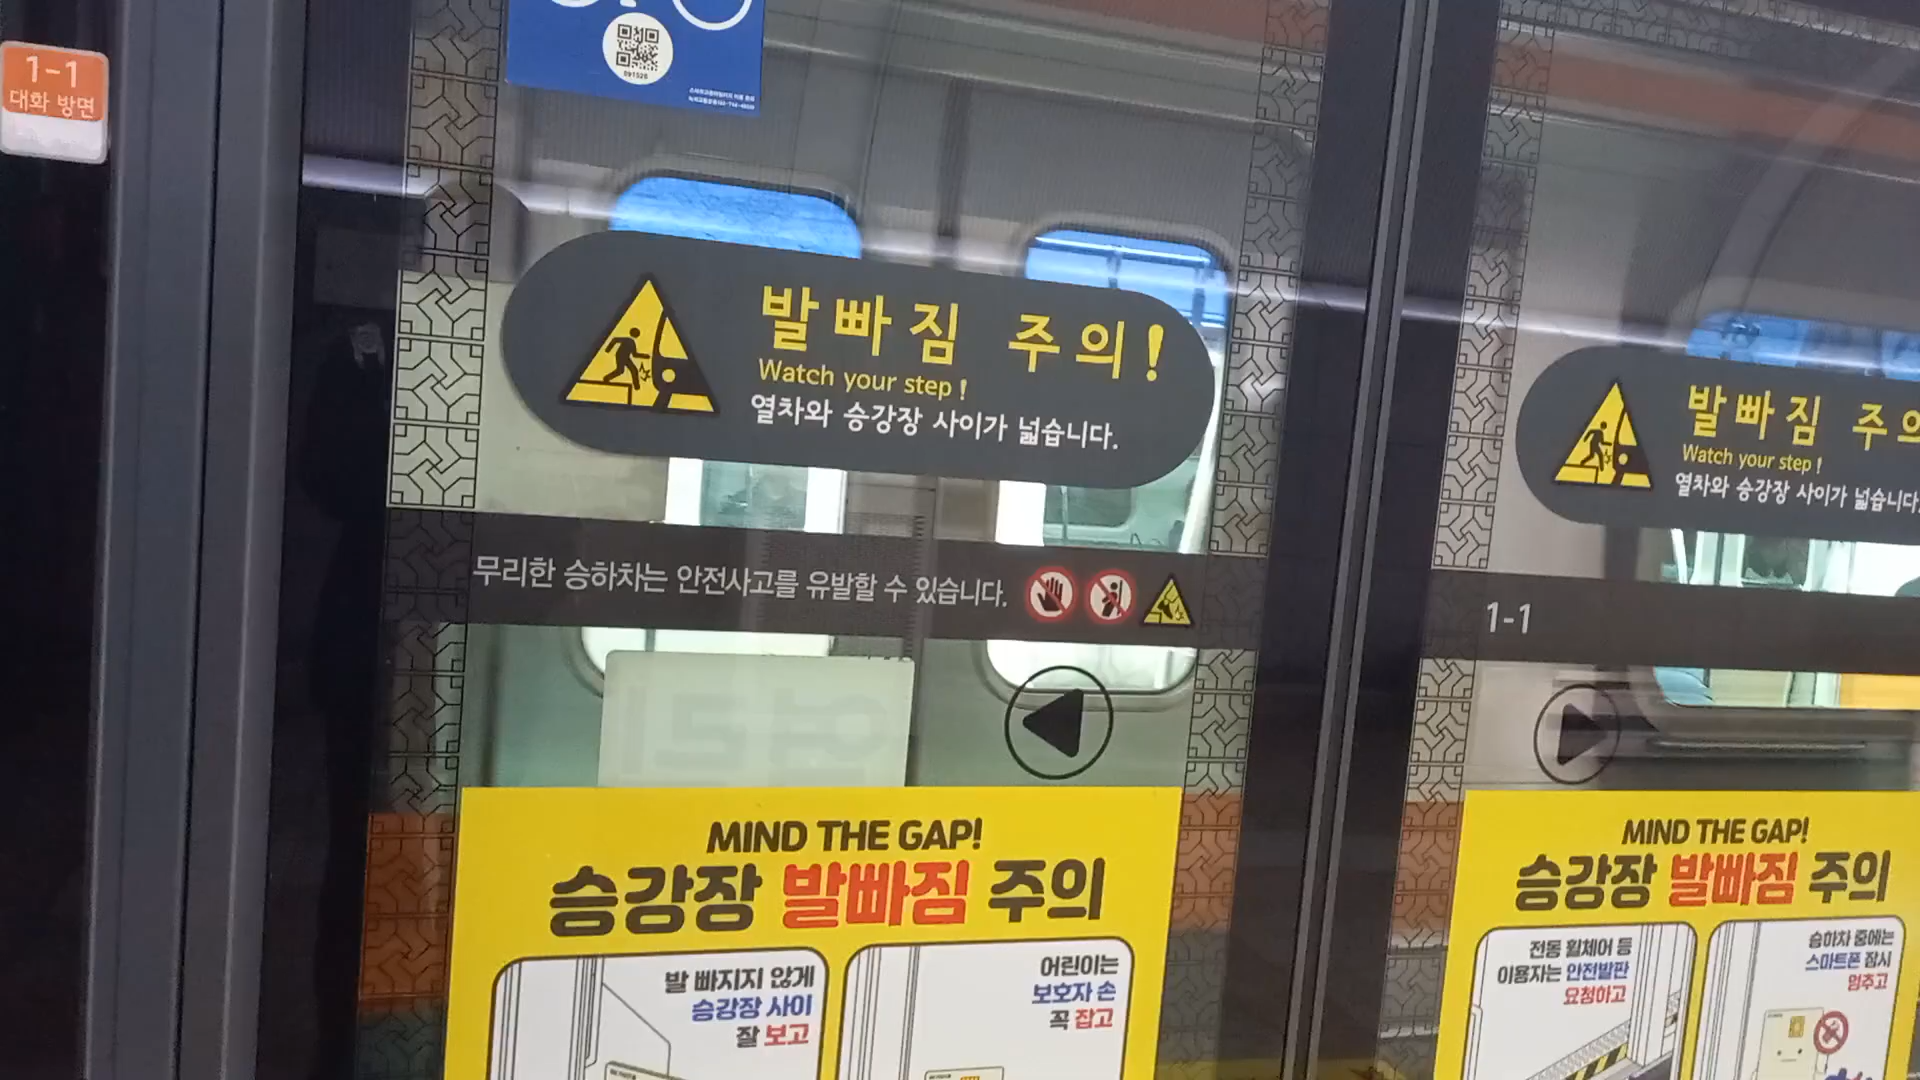 1-1
대화 방면
091520
발빠짐 주의!
Watch your step !
열차와 승강장 사이가 넓습니다.
무리한 승하차는 안전사고를 유발할 수 있습니다.
MIND THE GAP!
승강장 발빠짐 주의
발 빠지지 않게
승강장 사이
잘 보고
어린이는
보호자 손
꼭 잡고
발빠짐 주의
Watch your step !
열차와 승강장 사이가 넓습니다.
1-1
MIND THE GAP!
승강장 발빠짐 주의
전동 휠체어 등
이용자는 안전발판
요청하고
승하차 중에는
스마트폰 잠시
멈추고